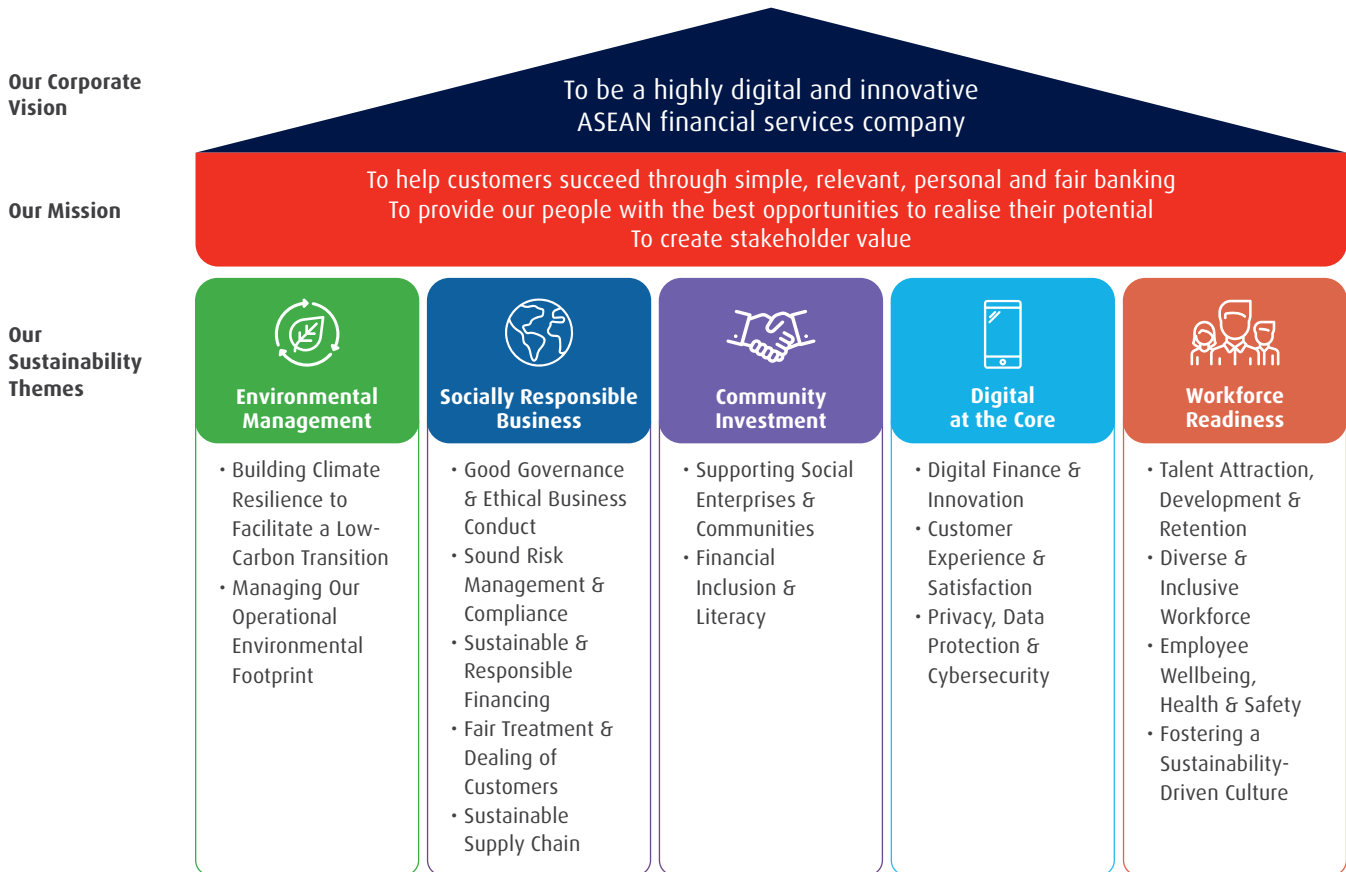 Our Corporate
Vision
To be a highly digital and innovative
ASEAN financial services company
Our Mission
To help customers succeed through simple, relevant, personal and fair banking
To provide our people with the best opportunities to realise their potential
To create stakeholder value
Our
Sustainability
Themes
Environmental
Management
• Building Climate
Resilience to
Facilitate a Low-
Carbon Transition
• Managing Our
Operational
Environmental
Footprint
Socially Responsible
Business
• Good Governance
& Ethical Business
Conduct
• Sound Risk
Management &
Compliance
• Sustainable &
Responsible
Financing
• Fair Treatment &
Dealing of
Customers
• Sustainable
Supply Chain
Community
Investment
• Supporting Social
Enterprises &
Communities
• Financial
Inclusion &
Literacy
Digital
at the Core
• Digital Finance &
Innovation
• Customer
Experience &
Satisfaction
• Privacy, Data
Protection &
Cybersecurity
Workforce
Readiness
• Talent Attraction,
Development &
Retention
• Diverse &
Inclusive
Workforce
• Employee
Wellbeing,
Health & Safety
• Fostering a
Sustainability-
Driven Culture